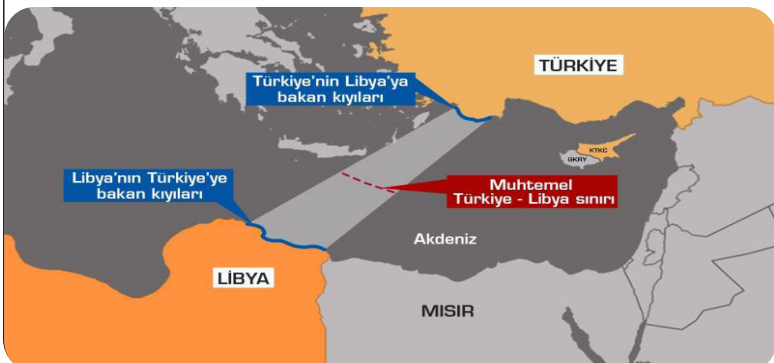 TÜRKİYE
Türkiye'nin Libya'ya
bakan kıyıları
KTKC
GKRY
Libya'nın Türkiye'ye
bakan kıyıları
Muhtemel
Türkiye - Libya sınırı
Akdeniz
LİBYA
MISIR